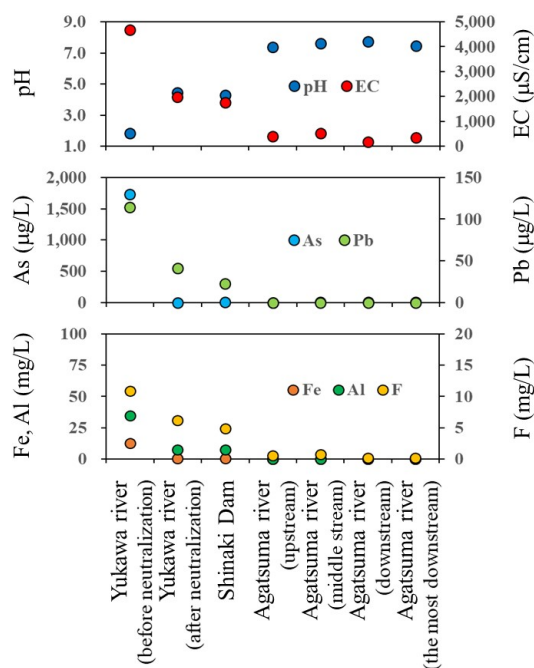 9.0
7.0
5.0
3.0
1.0
pH
pH
EC
5,000
4,000
3,000
2,000
1,000
0
EC (μS/cm)
2,000
1,500
1,000
500
0
As (μg/L)
As
Pb
150
100
50
0
Pb (μg/L)
100
75
50
25
0
Fe, Al (mg/L)
Fe
Al
F
20
15
10
5
0
F (mg/L)
Yukawa river
(before neutralization)
Yukawa river
(after neutralization)
Shinaki Dam
Agatsuma river
(upstream)
Agatsuma river
(middle stream)
Agatsuma river
(downstream)
Agatsuma river
(the most downstream)